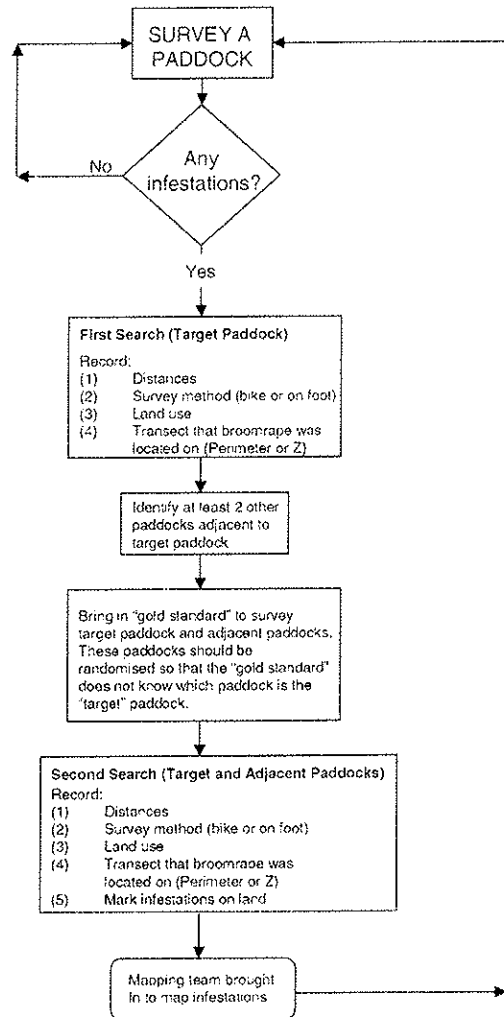 SURVEY A
PADDOCK
Any
infestations?
No
Yes
First Search (Target Paddock)
Record:
(1) Distances
(2) Survey method (bike or on foot)
(3) Land use
(4) Transect that broomrape was
located on (Perimeter or Z)
Identify at least 2 other
paddocks adjacent to
target paddock
Bring in “gold standard” to survey
target paddock and adjacent paddocks.
These paddocks should be
randomised so that the “gold standard”
does not know which paddock is the
“target” paddock.
Second Search (Target and Adjacent Paddocks)
Record:
(1) Distances
(2) Survey method (bike or on foot)
(3) Land use
(4) Transect that broomrape was
located on (Perimeter or Z)
(5) Mark infestations on land
Mapping team brought
In to map infestations